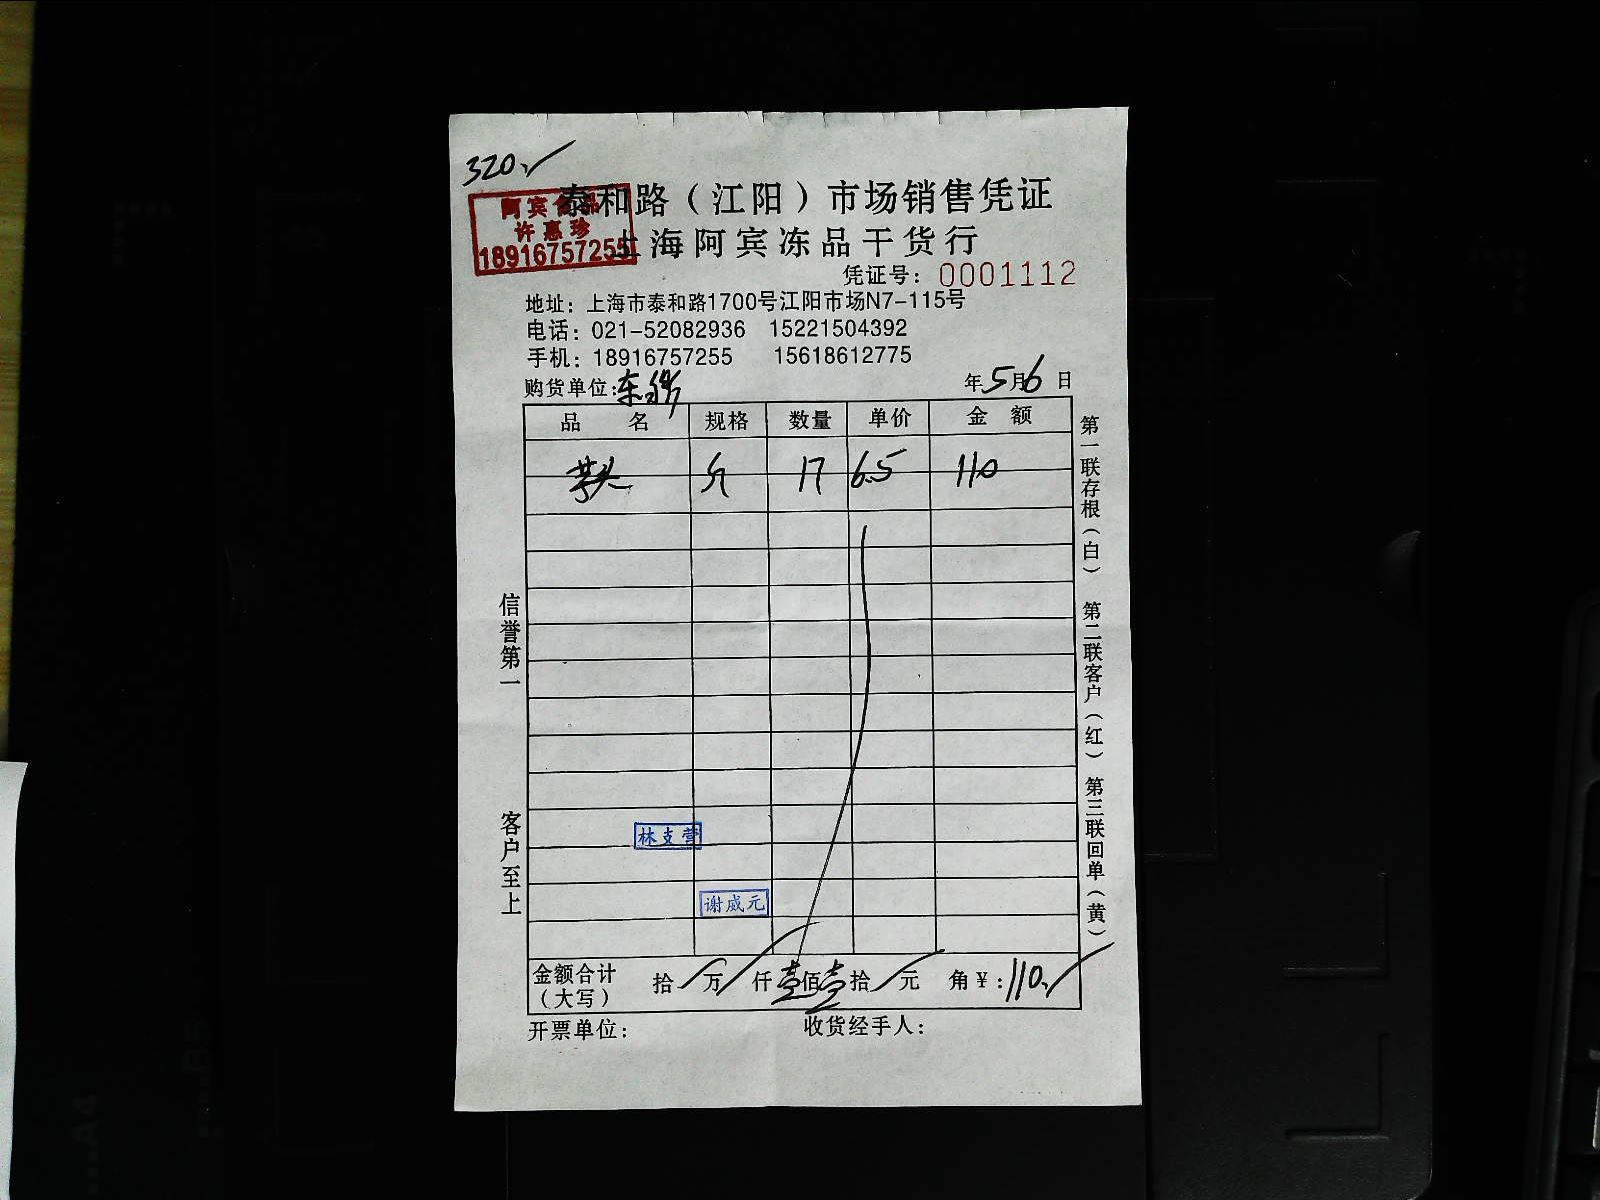 320
泰和路（江阳）市场销售凭证
阿宾
许惠珍
18916757255
上海阿宾冻品干货行
凭证号：0001112
地址：上海市泰和路1700号江阳市场N7-115号
电话：021-52082936 15221504392
手机：18916757255 15618612775
购货单位： 年5月6日
品名 规格 数量 单价 金额
芋头 斤 17 6.5 110
第一联存根（白） 第二联客户（红） 第三联回单（黄）
信誉第一 客户至上
林支营
谢成元
金额合计（大写） 拾 万 仟壹佰壹拾 元 角￥:110
开票单位： 收货经手人：